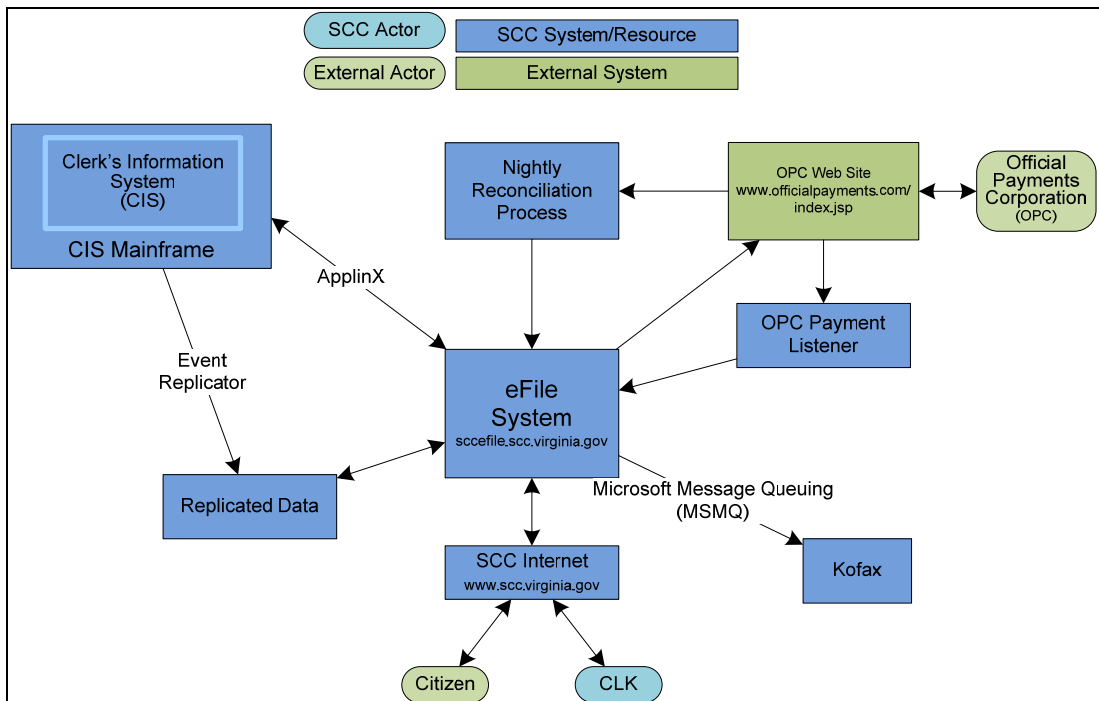 SCC Actor
SCC System/Resource
External Actor
External System
Clerk's Information
System
(CIS)
CIS Mainframe
Nightly
Reconciliation
Process
OPC Web Site
www.officialpayments.com/
index.jsp
Official
Payments
Corporation
(OPC)
ApplinX
OPC Payment
Listener
Event
Replicator
eFile
System
sccefile.scc.virginia.gov
Replicated Data
Microsoft Message Queuing
(MSMQ)
SCC Internet
www.scc.virginia.gov
Kofax
Citizen
CLK